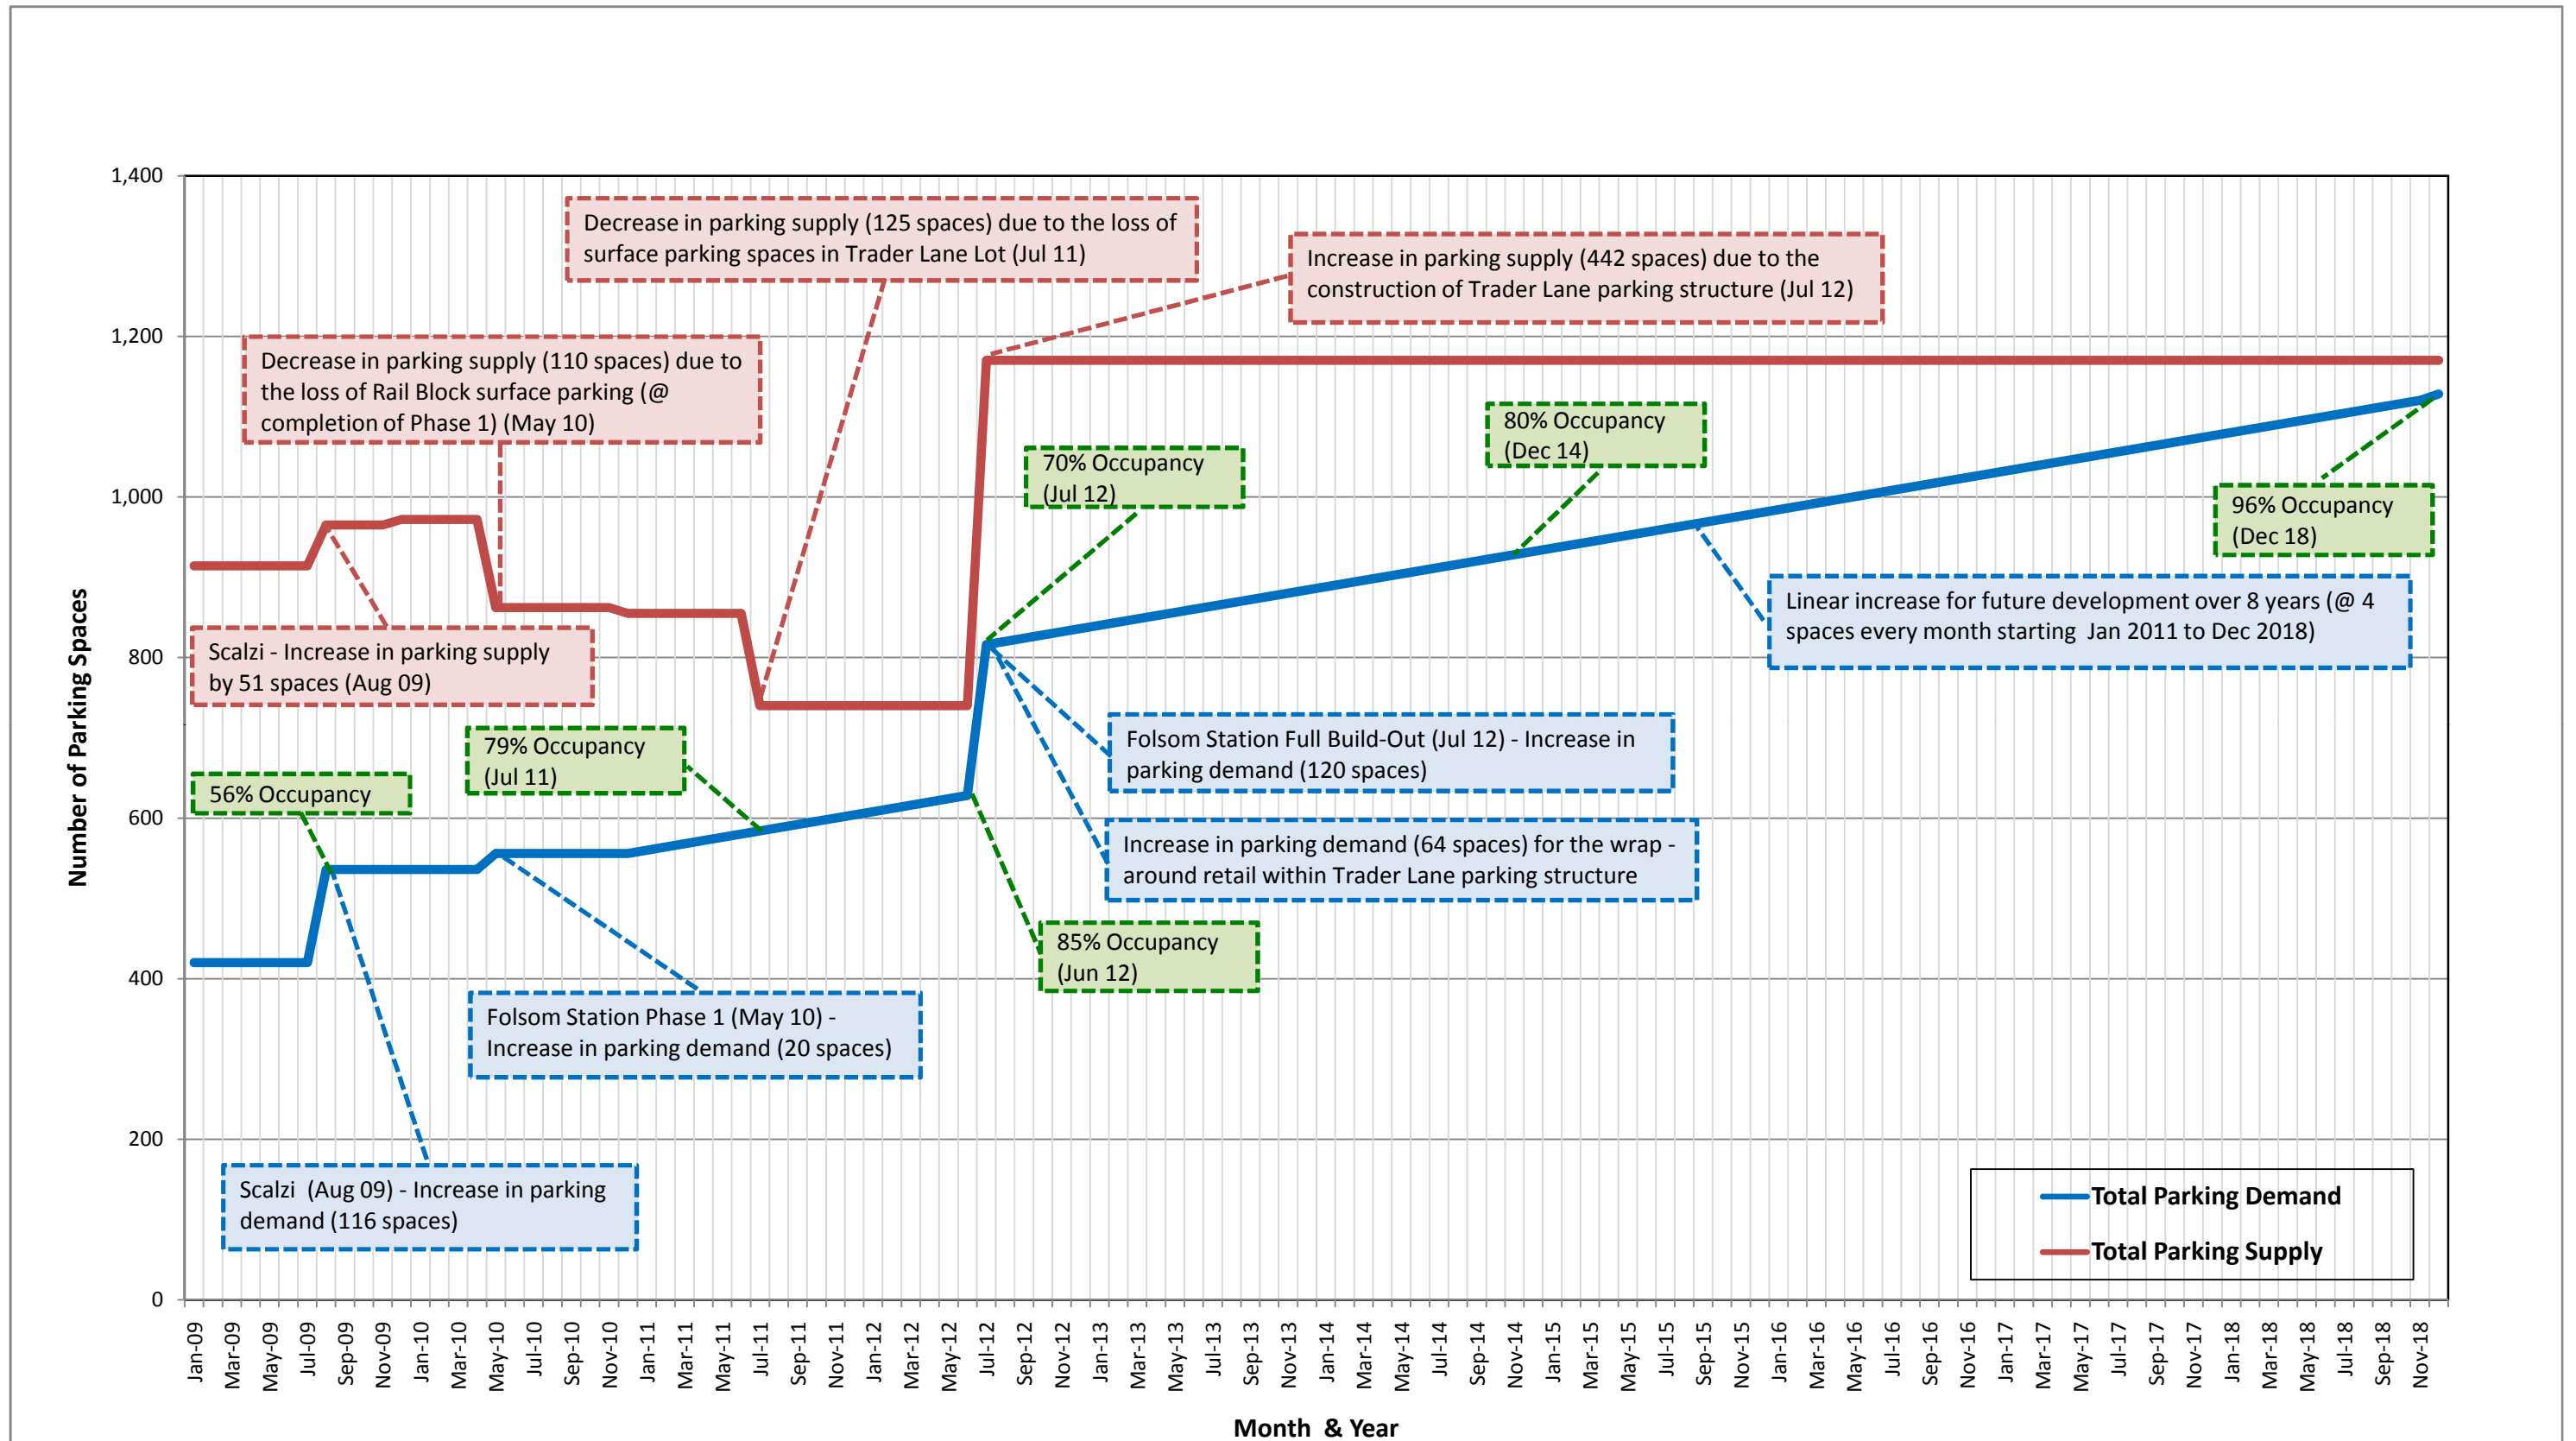 Decrease in parking supply (125 spaces) due to the loss of
surface parking spaces in Trader Lane Lot (Jul 11)
Increase in parking supply (442 spaces) due to the
construction of Trader Lane parking structure (Jul 12)
Decrease in parking supply (110 spaces) due to
the loss of Rail Block surface parking (@
completion of Phase 1) (May 10)
80% Occupancy
(Dec 14)
70% Occupancy
(Jul 12)
96% Occupancy
(Dec 18)
Linear increase for future development over 8 years (@ 4
spaces every month starting  Jan 2011 to Dec 2018)
Scalzi - Increase in parking supply
by 51 spaces (Aug 09)
79% Occupancy
(Jul 11)
56% Occupancy
Folsom Station Full Build-Out (Jul 12) - Increase in
parking demand (120 spaces)
Increase in parking demand (64 spaces) for the wrap -
around retail within Trader Lane parking structure
85% Occupancy
(Jun 12)
Folsom Station Phase 1 (May 10) -
Increase in parking demand (20 spaces)
Scalzi  (Aug 09) - Increase in parking
demand (116 spaces)
Total Parking Demand
Total Parking Supply
Number of Parking Spaces
1,400
1,200
1,000
800
600
400
200
0
Jan-09
Mar-09
May-09
Jul-09
Sep-09
Nov-09
Jan-10
Mar-10
May-10
Jul-10
Sep-10
Nov-10
Jan-11
Mar-11
May-11
Jul-11
Sep-11
Nov-11
Jan-12
Mar-12
May-12
Jul-12
Sep-12
Nov-12
Jan-13
Mar-13
May-13
Jul-13
Sep-13
Nov-13
Jan-14
Mar-14
May-14
Jul-14
Sep-14
Nov-14
Jan-15
Mar-15
May-15
Jul-15
Sep-15
Nov-15
Jan-16
Mar-16
May-16
Jul-16
Sep-16
Nov-16
Jan-17
Mar-17
May-17
Jul-17
Sep-17
Nov-17
Jan-18
Mar-18
May-18
Jul-18
Sep-18
Nov-18
Month  & Year